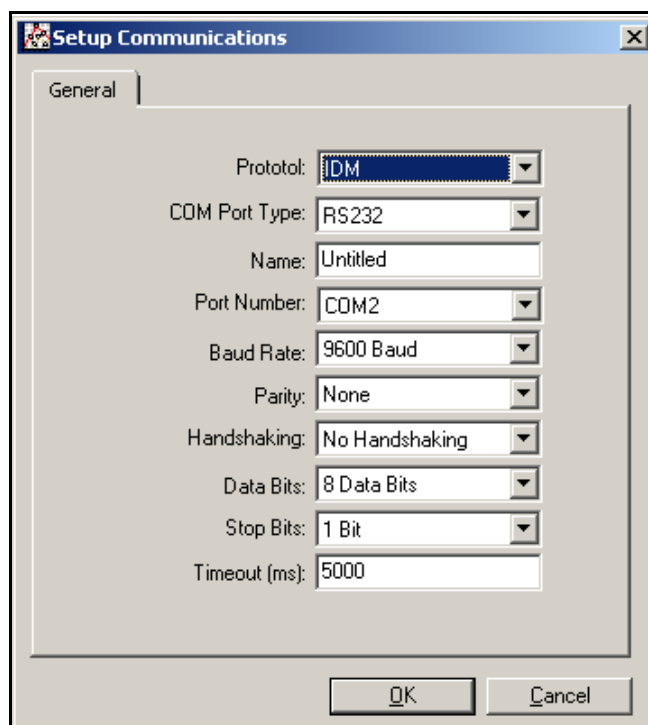 Setup Communications
General
Prototol: IDM
COM Port Type: RS232
Name: Untitled
Port Number: COM2
Baud Rate: 9600 Baud
Parity: None
Handshaking: No Handshaking
Data Bits: 8 Data Bits
Stop Bits: 1 Bit
Timeout (ms): 5000
OK Cancel